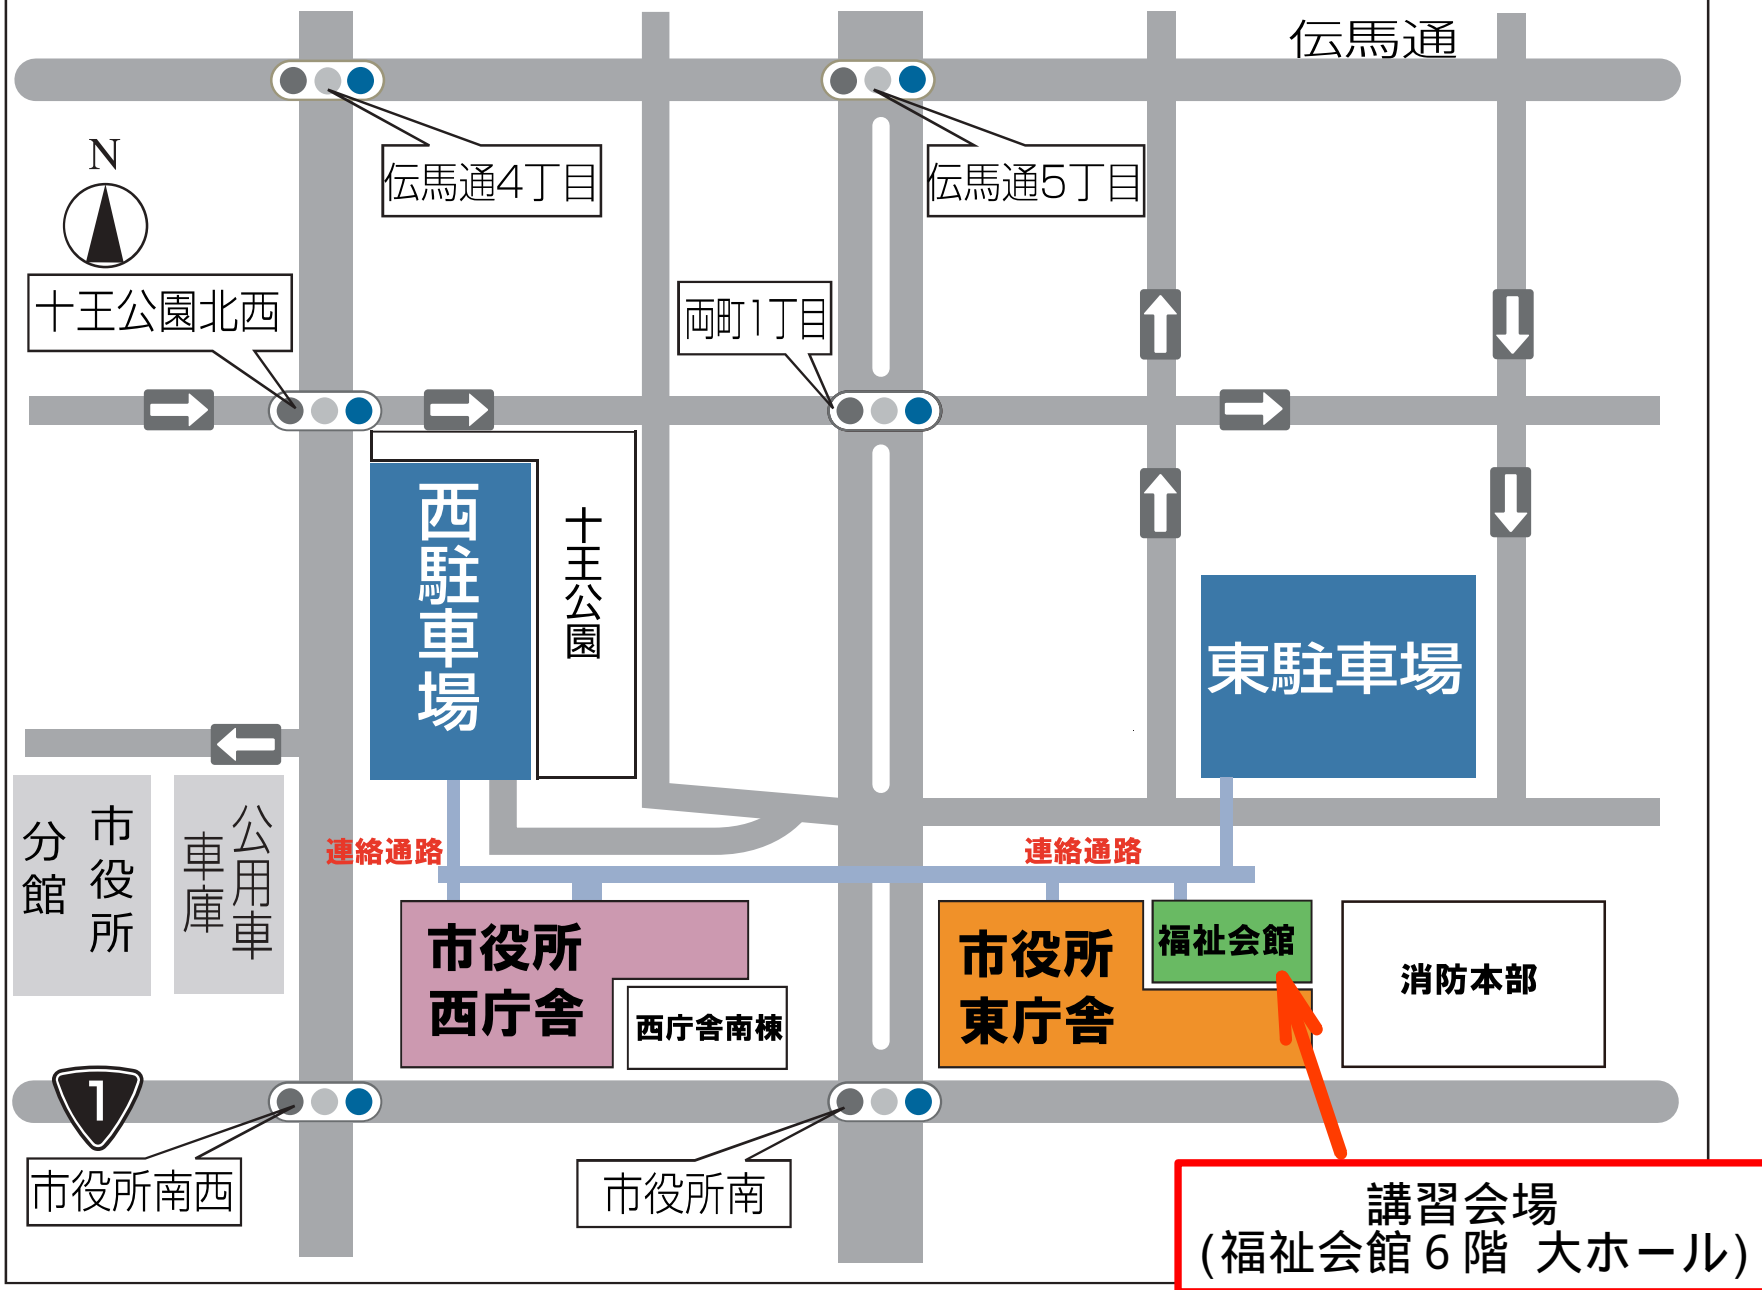 伝馬通
N
伝馬通4丁目
伝馬通5丁目
十王公園北西
両町1丁目
西駐車場
十王公園
東駐車場
市役所
分館
公用車
車庫
連絡通路
連絡通路
市役所
西庁舎
西庁舎南棟
市役所
東庁舎
福祉会館
消防本部
1
市役所南西
市役所南
講習会場
(福祉会館6階 大ホール)